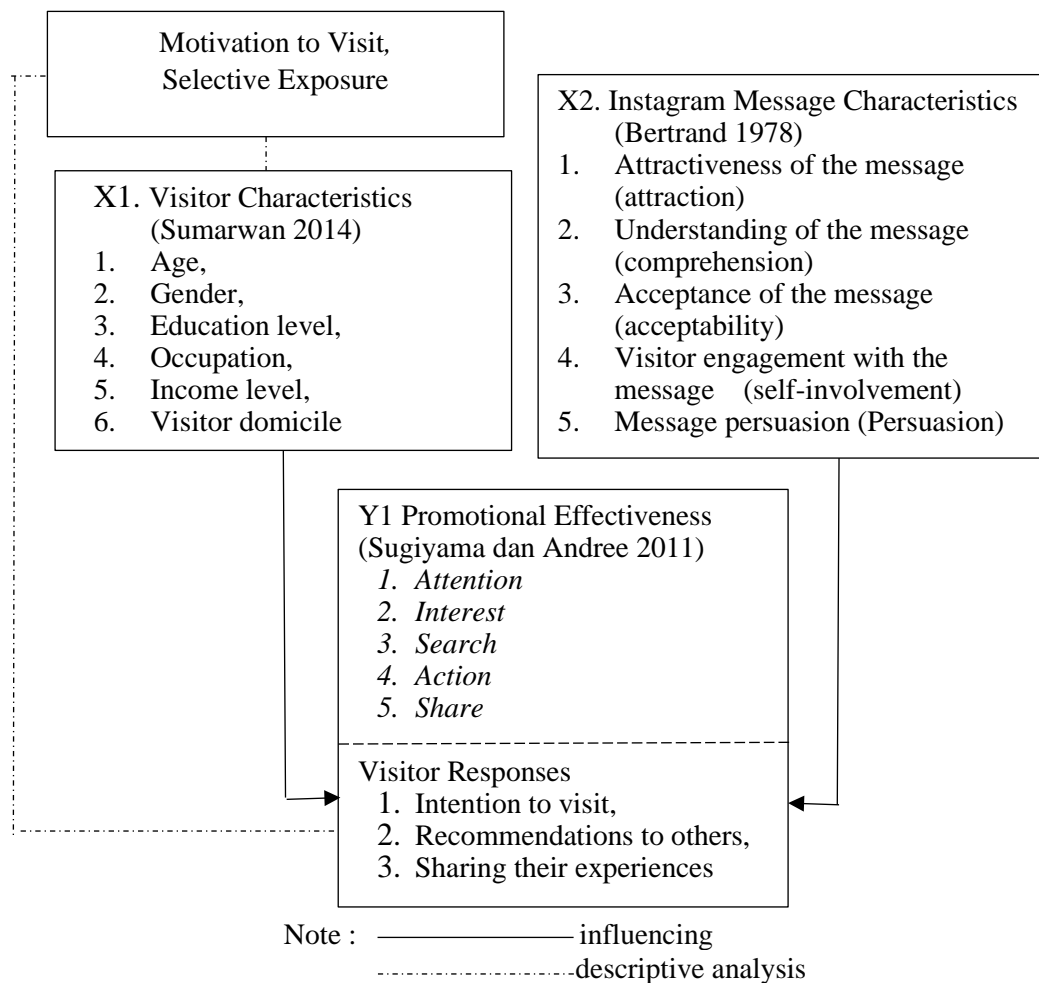 Motivation to Visit,
Selective Exposure
X1. Visitor Characteristics
(Sumarwan 2014)
1. Age,
2. Gender,
3. Education level,
4. Occupation,
5. Income level,
6. Visitor domicile
X2. Instagram Message Characteristics
(Bertrand 1978)
1. Attractiveness of the message
(attraction)
2. Understanding of the message
(comprehension)
3. Acceptance of the message
(acceptability)
4. Visitor engagement with the
message (self-involvement)
5. Message persuasion (Persuasion)
Y1 Promotional Effectiveness
(Sugiyama dan Andree 2011)
1. Attention
2. Interest
3. Search
4. Action
5. Share
Visitor Responses
1. Intention to visit,
2. Recommendations to others,
3. Sharing their experiences
Note : influencing
descriptive analysis